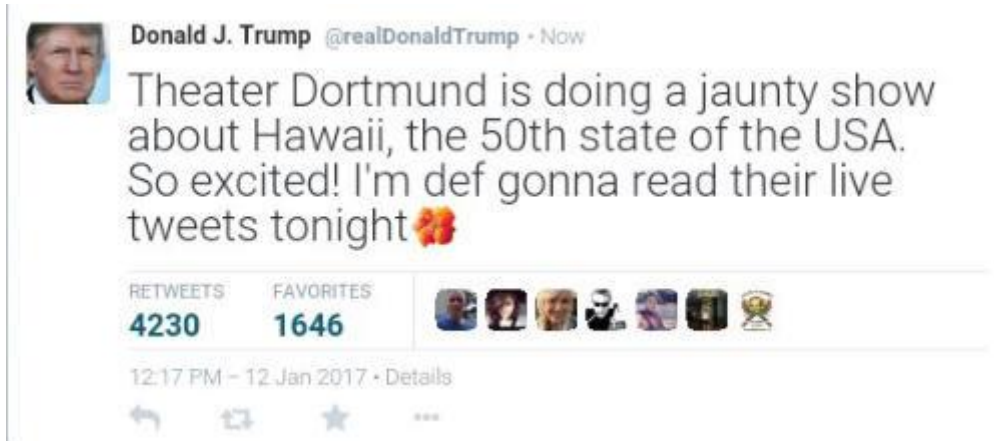 Donald J. Trump @realDonaldTrump • Now
Theater Dortmund is doing a jaunty show
about Hawaii, the 50th state of the USA.
So excited! I'm def gonna read their live
tweets tonight🌺
RETWEETS FAVORITES
4230 1646
12:17 PM – 12 Jan 2017 • Details